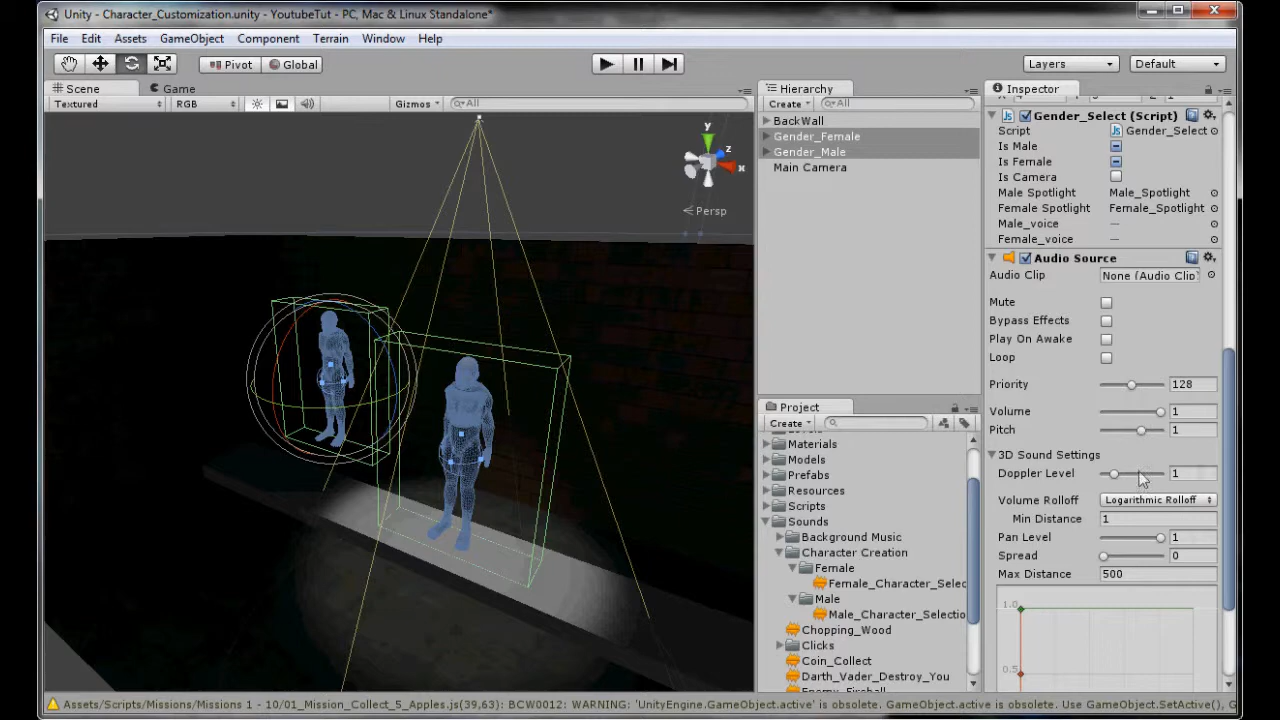 Unity - Character_Customization.unity - YoutubeTut - PC, Mac & Linux Standalone*
File Edit Assets GameObject Component Terrain Window Help
Pivot Global Layers Default
Scene Game
Textured RGB Gizmos All
y
z
x
Persp
Hierarchy
Create All
BackWall
Gender_Female
Gender_Male
Main Camera
Project
Create
Materials
Models
Prefabs
Resources
Scripts
Sounds
Background Music
Character Creation
Female
Female_Character_Selec
Male
Male_Character_Selectio
Chopping_Wood
Clicks
Coin_Collect
Darth_Vader_Destroy_You
Enemy_Fireball
Inspector
Gender_Select (Script)
Script Gender_Select
Is Male
Is Female
Is Camera
Male Spotlight Male_Spotlight
Female Spotlight Female_Spotlight
Male_voice —
Female_voice —
Audio Source
Audio Clip None (Audio Clip)
Mute
Bypass Effects
Play On Awake
Loop
Priority 128
Volume 1
Pitch 1
3D Sound Settings
Doppler Level 1
Volume Rolloff Logarithmic Rolloff
Min Distance 1
Pan Level 1
Spread 0
Max Distance 500
1.0
0.5
Assets/Scripts/Missions/Missions 1 - 10/01_Mission_Collect_5_Apples.js(39,63): BCW0012: WARNING: 'UnityEngine.GameObject.active' is obsolete. GameObject.active is obsolete. Use GameObject.SetActive(), G